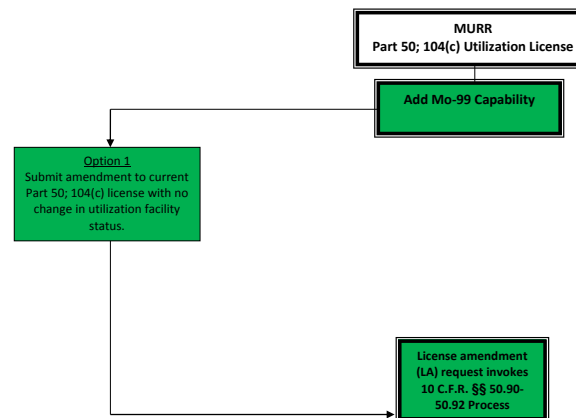 MURR
Part 50; 104(c) Utilization License
Add Mo-99 Capability
Option 1
Submit amendment to current
Part 50; 104(c) license with no
change in utilization facility
status.
License amendment
(LA) request invokes
10 C.F.R. §§ 50.90-
50.92 Process